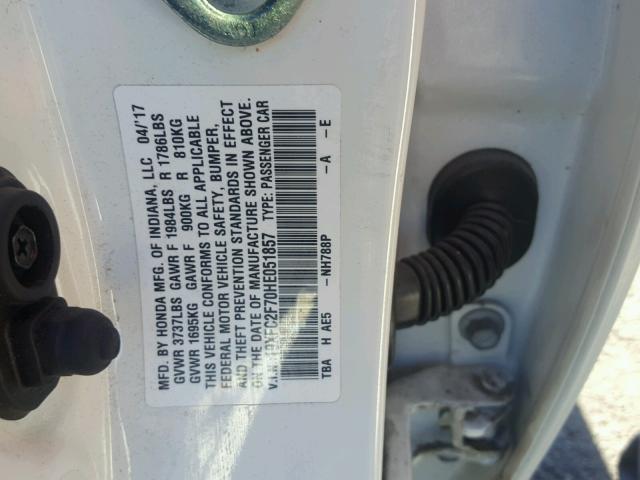 MFD. BY HONDA MFG. OF INDIANA, LLC 04/'17
GVWR 3737LBS GAWR F 1984LBS R 1786LBS
GVWR 1695KG GAWR F 900KG R 810KG
THIS VEHICLE CONFORMS TO ALL APPLICABLE
FEDERAL MOTOR VEHICLE SAFETY, BUMPER,
AND THEFT PREVENTION STANDARDS IN EFFECT
ON THE DATE OF MANUFACTURE SHOWN ABOVE.
V.I.N. 19XFC2F70HE051857 TYPE: PASSENGER CAR
TBA H AE5 -NH788P -A -E